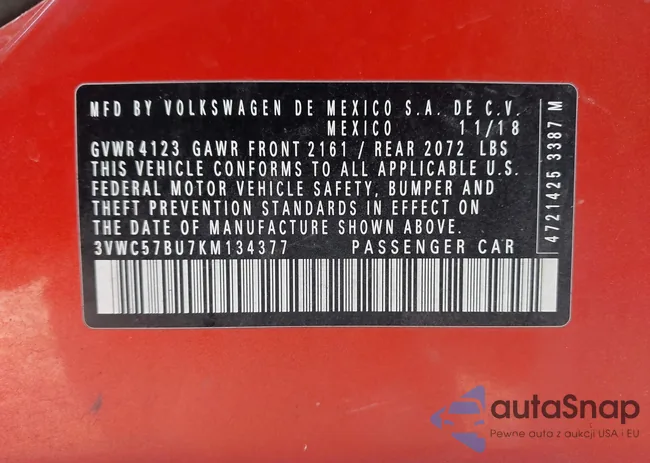 MFD BY VOLKSWAGEN DE MEXICO S.A. DE C.V.
MEXICO 11/18
GVWR 4123 GAWR FRONT 2161 / REAR 2072 LBS
THIS VEHICLE CONFORMS TO ALL APPLICABLE U.S.
FEDERAL MOTOR VEHICLE SAFETY, BUMPER AND
THEFT PREVENTION STANDARDS IN EFFECT ON
THE DATE OF MANUFACTURE SHOWN ABOVE.
3VWC57BU7KM134377 PASSENGER CAR
4721425 3387 M
autaSnap
Pewne auta z aukcji USA i EU